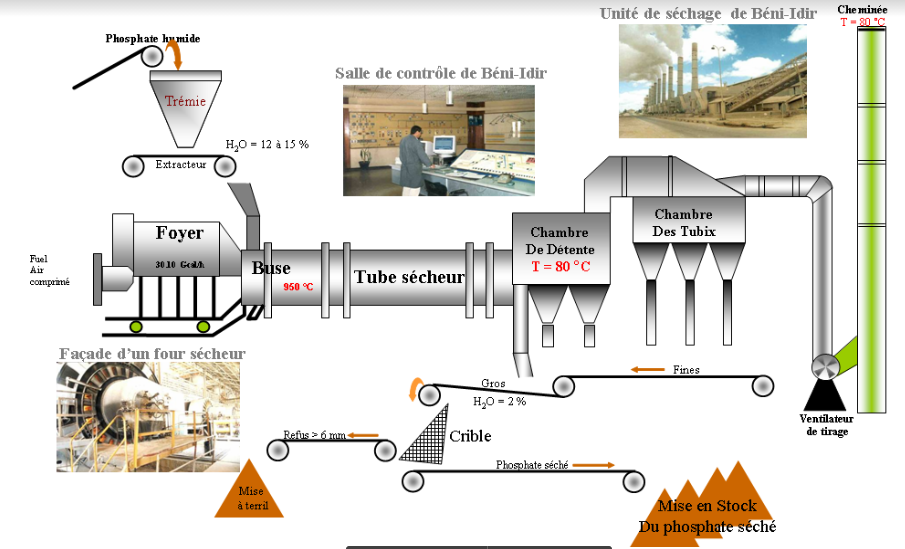 Unité de séchage de Béni-Idir
Cheminée
T = 80 °C
Phosphate humide
Salle de contrôle de Béni-Idir
Trémie
H2O = 12 à 15 %
Extracteur
Foyer
30.10 Gcal/h
Fuel
Air
comprimé
Buse
950 °C
Tube sécheur
Chambre
De Détente
T = 80 °C
Chambre
Des Tubix
Façade d'un four sécheur
Gros
H2O = 2 %
Fines
Ventilateur
de tirage
Refus > 6 mm
Crible
Phosphate séché
Mise
à terril
Mise en Stock
Du phosphate séché